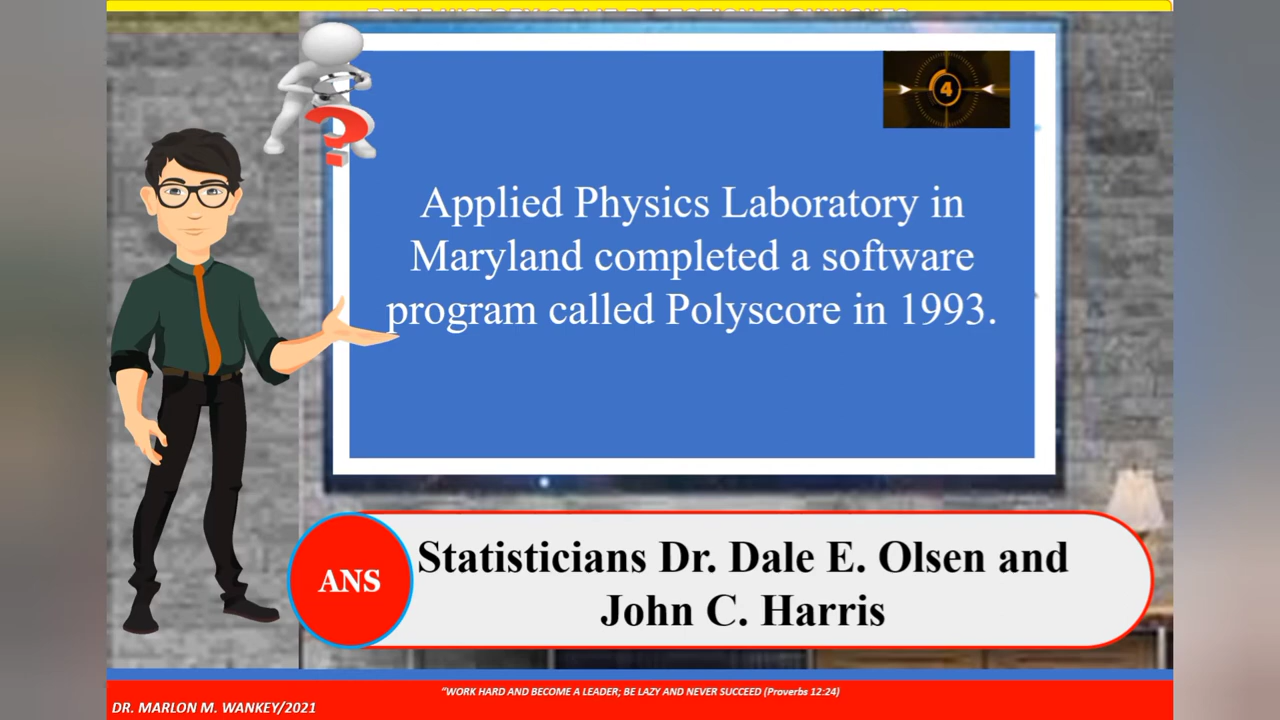 4
Applied Physics Laboratory in
Maryland completed a software
program called Polyscore in 1993.
ANS
Statisticians Dr. Dale E. Olsen and
John C. Harris
“WORK HARD AND BECOME A LEADER; BE LAZY AND NEVER SUCCEED (Proverbs 12:24)
DR. MARLON M. WANKEY/2021